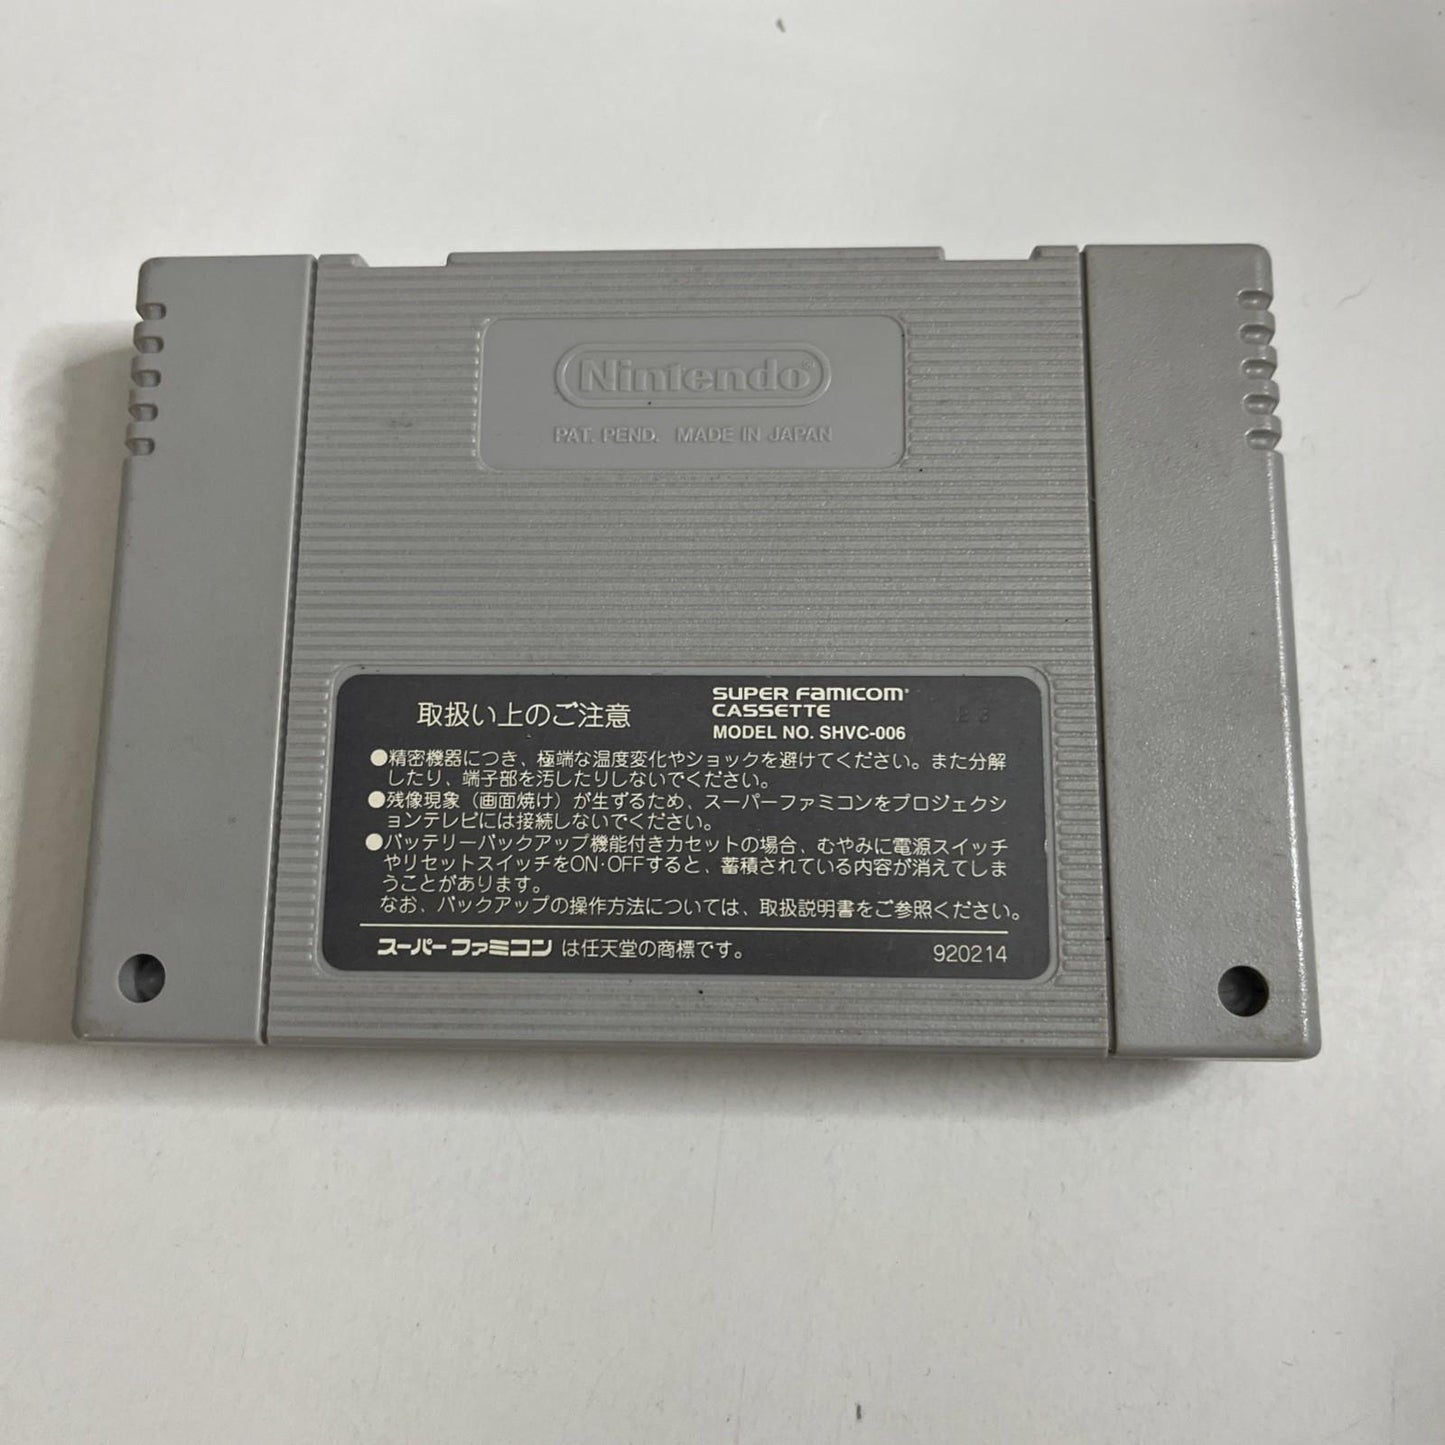 Nintendo®
PAT. PEND. MADE IN JAPAN
取扱い上のご注意
SUPER FAMICOM®
CASSETTE
MODEL NO. SHVC-006
●精密機器につき、極端な温度変化やショックを避けてください。また分解
したり、端子部を汚したりしないでください。
●残像現象（画面焼け）が生ずるため、スーパーファミコンをプロジェクシ
ョンテレビには接続しないでください。
●バッテリーバックアップ機能付きカセットの場合、むやみに電源スイッチ
やリセットスイッチをON·OFFすると、蓄積されている内容が消えてしま
うことがあります。
なお、バックアップの操作方法については、取扱説明書をご参照ください。
スーパーファミコン は任天堂の商標です。
920214